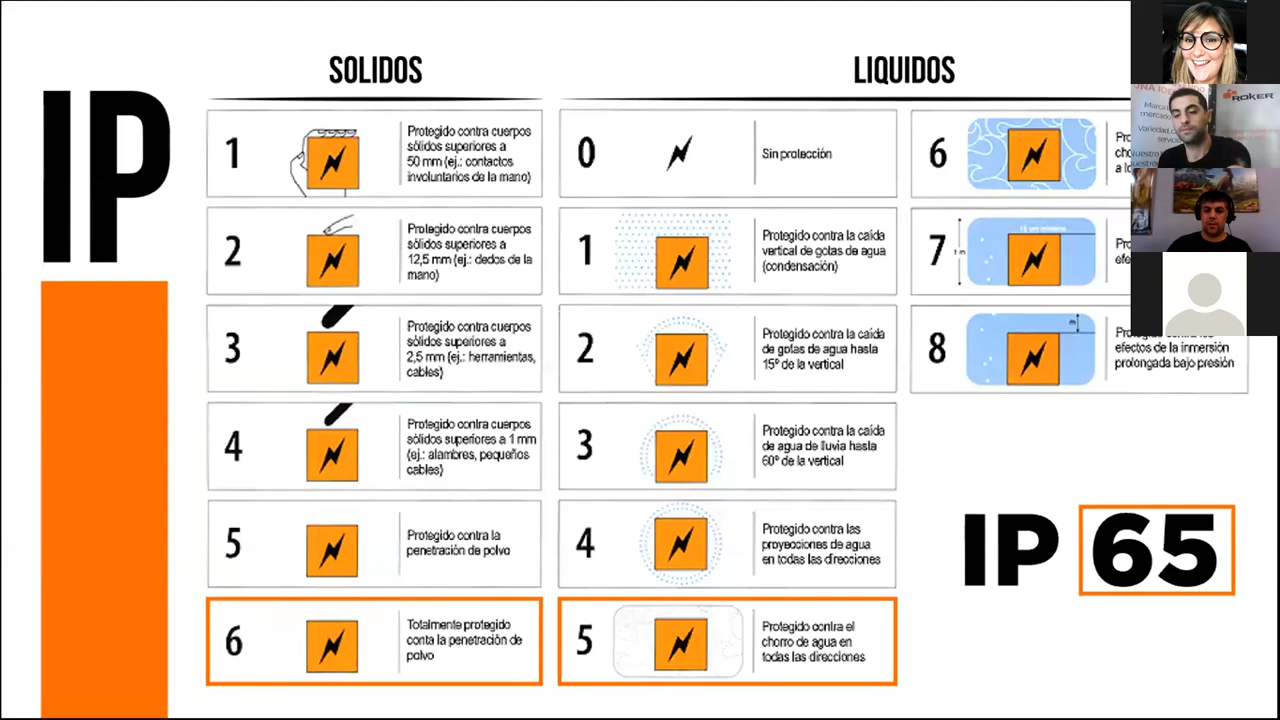 SOLIDOS
LIQUIDOS
IP
1
Protegido contra cuerpos
sólidos superiores a
50 mm (ej.: contactos
involuntarios de la mano)
2
Protegido contra cuerpos
sólidos superiores a
12,5 mm (ej.: dedos de la
mano)
3
Protegido contra cuerpos
sólidos superiores a
2,5 mm (ej.: herramientas,
cables)
4
Protegido contra cuerpos
sólidos superiores a 1 mm
(ej.: alambres, pequeños
cables)
5
Protegido contra la
penetración de polvo
6
Totalmente protegido
conta la penetración de
polvo
0
Sin protección
1
Protegido contra la caída
vertical de gotas de agua
(condensación)
2
Protegido contra la caída
de gotas de agua hasta
15º de la vertical
3
Protegido contra la caída
de agua de lluvia hasta
60º de la vertical
4
Protegido contra las
proyecciones de agua
en todas las direcciones
5
Protegido contra el
chorro de agua en
todas las direcciones
6
7
1 m
8
m
efectos de la inmersión
prolongada bajo presión
IP 65
ROKER